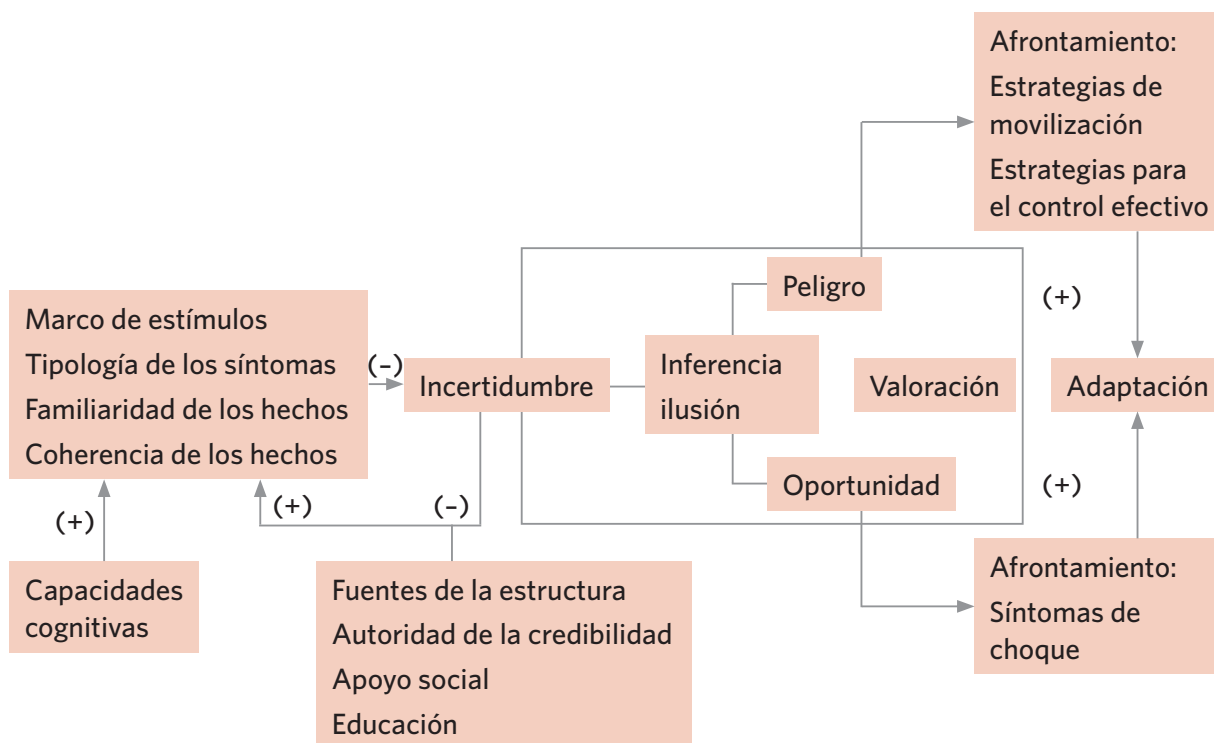 Afrontamiento:
Estrategias de
movilización
Estrategias para
el control efectivo
Peligro
(+)
Marco de estímulos
Tipología de los síntomas
Familiaridad de los hechos
Coherencia de los hechos
(–)
Incertidumbre
Inferencia
ilusión
Valoración
Adaptación
Oportunidad
(+)
(+)
(+)
(–)
Capacidades
cognitivas
Fuentes de la estructura
Autoridad de la credibilidad
Apoyo social
Educación
Afrontamiento:
Síntomas de
choque